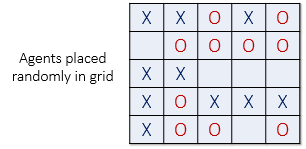 Agents placed
randomly in grid
X X O X O
O O O O
X X
X O X X X
X O O O